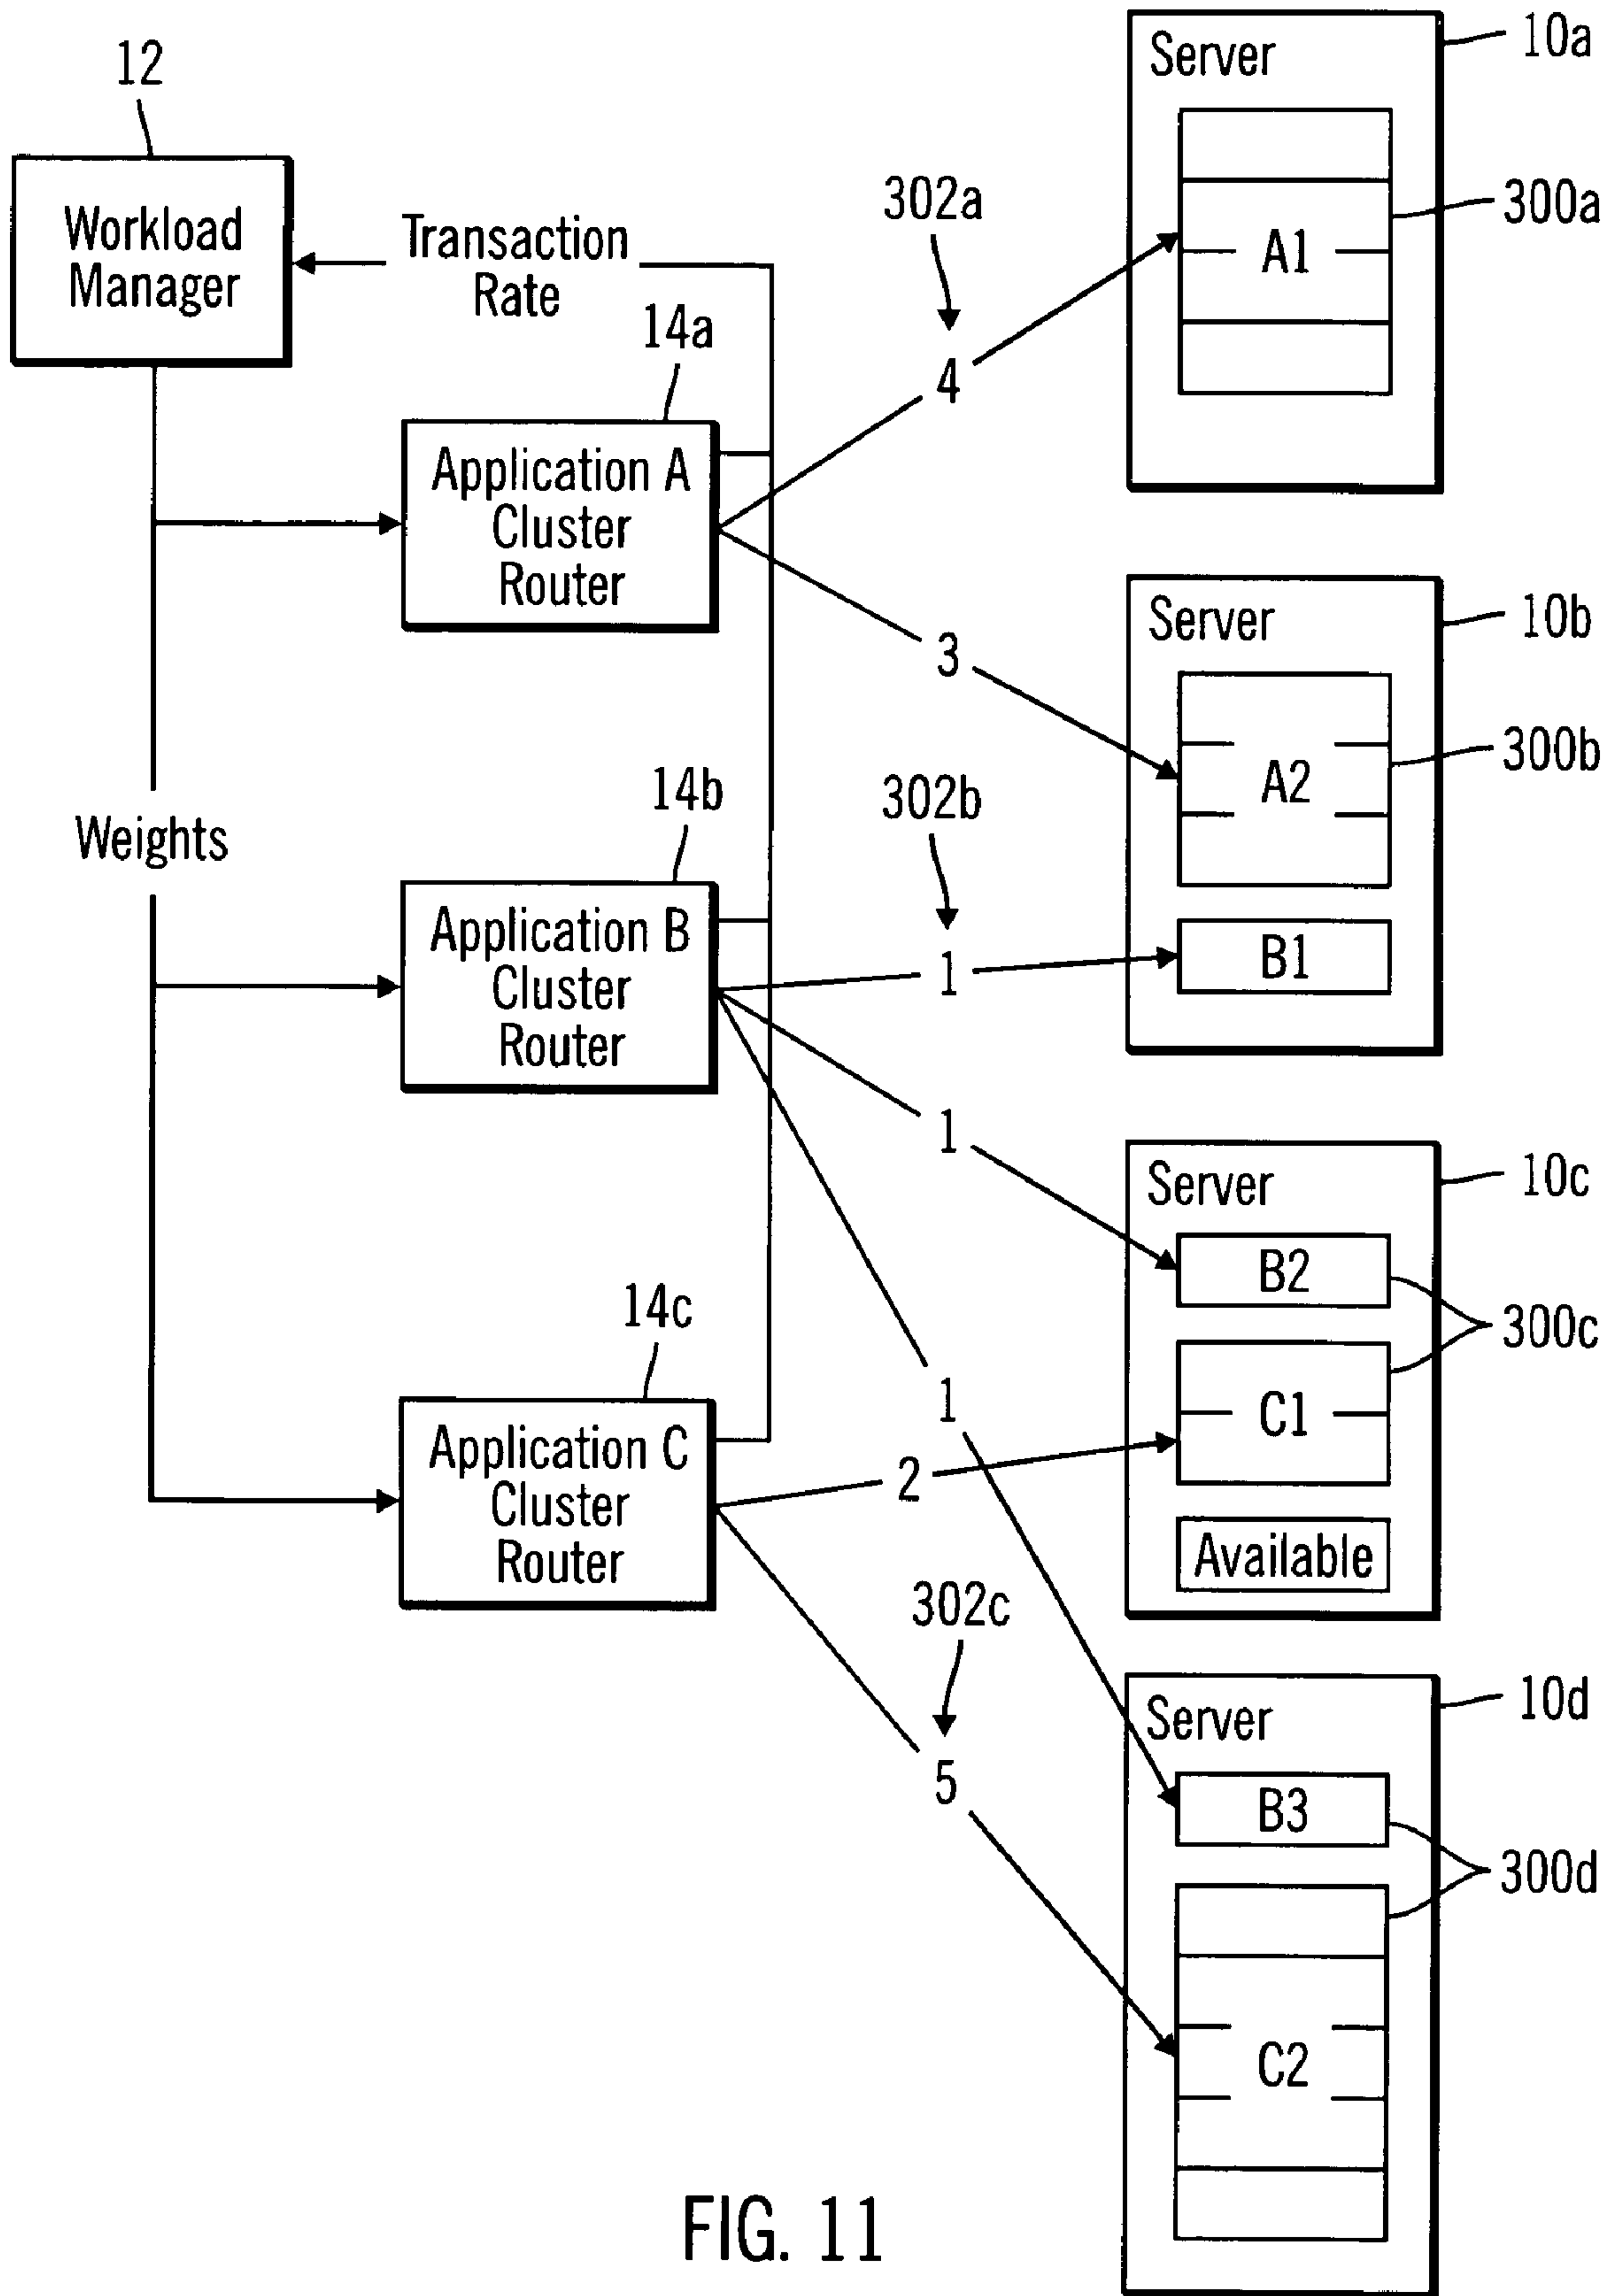 12
Workload
Manager
Transaction
Rate
Weights
14a
Application A
Cluster
Router
14b
Application B
Cluster
Router
14c
Application C
Cluster
Router
302a
4
3
302b
1
1
1
2
302c
5
Server
10a
A1
300a
Server
10b
A2
300b
B1
Server
10c
B2
300c
C1
Available
Server
10d
B3
300d
C2
FIG. 11